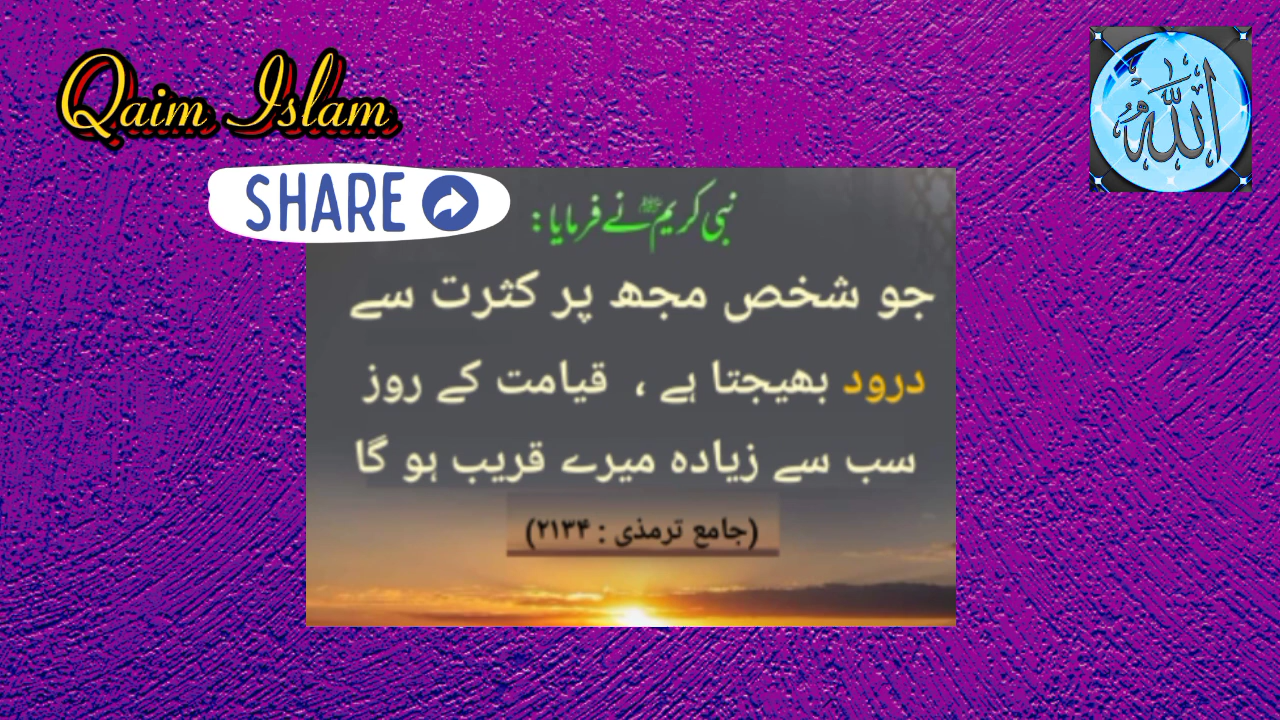 Qaim Islam
الله
SHARE
نبی کریم ﷺ نے فرمایا :
جو شخص مجھ پر کثرت سے
درود بھیجتا ہے ، قیامت کے روز
سب سے زیادہ میرے قریب ہو گا
(جامع ترمذی : ۲۱۳۴)